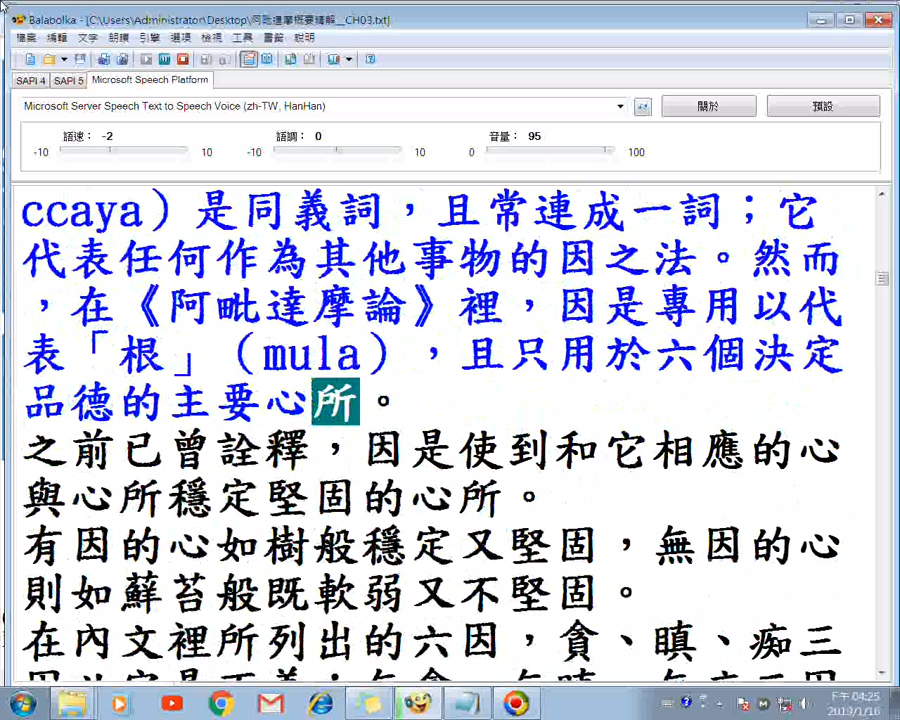 Balabolka - [C:\Users\Administrator\Desktop\阿毗達摩概要精解__CH03.txt]
檔案 編輯 文字 朗讀 引擎 選項 檢視 工具 書籤 說明
SAPI 4 SAPI 5 Microsoft Speech Platform
Microsoft Server Speech Text to Speech Voice (zh-TW, HanHan) 關於 預設
語速： -2 語調： 0 音量： 95
-10 10 -10 10 0 100
ccaya）是同義詞，且常連成一詞；它
代表任何作為其他事物的因之法。然而
，在《阿毗達摩論》裡，因是專用以代
表「根」（mula），且只用於六個決定
品德的主要心所。
之前已曾詮釋，因是使到和它相應的心
與心所穩定堅固的心所。
有因的心如樹般穩定又堅固，無因的心
則如蘚苔般既軟弱又不堅固。
在內文裡所列出的六因，貪、瞋、痴三
下午 04:25
2019/1/16